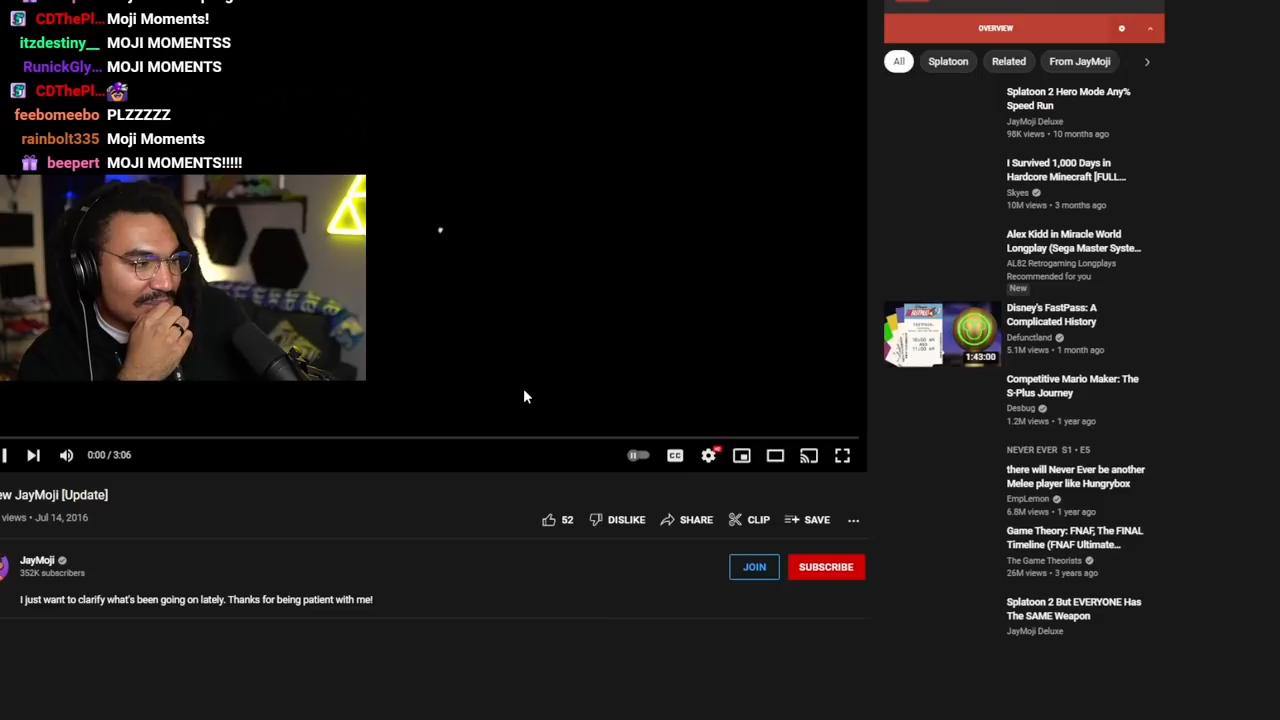 CDThePl... Moji Moments!
itzdestiny__ MOJI MOMENTSS
RunickGly... MOJI MOMENTS
CDThePl...
feebomeebo PLZZZZZ
rainbolt335 Moji Moments
beepert MOJI MOMENTS!!!!!
0:00 / 3:06
CC
ew JayMoji [Update]
views • Jul 14, 2016
52 DISLIKE SHARE CLIP SAVE ...
JayMoji
352K subscribers
JOIN SUBSCRIBE
I just want to clarify what's been going on lately. Thanks for being patient with me!
OVERVIEW
All Splatoon Related From JayMoji
Splatoon 2 Hero Mode Any%
Speed Run
JayMoji Deluxe
98K views • 10 months ago
I Survived 1,000 Days in
Hardcore Minecraft [FULL...
Skyes
10M views • 3 months ago
Alex Kidd in Miracle World
Longplay (Sega Master Syste...
AL82 Retrogaming Longplays
Recommended for you
New
1:43:00
Disney's FastPass: A
Complicated History
Defunctland
5.1M views • 1 month ago
Competitive Mario Maker: The
S-Plus Journey
Desbug
1.2M views • 1 year ago
NEVER EVER S1 • E5
there will Never Ever be another
Melee player like Hungrybox
EmpLemon
6.8M views • 1 year ago
Game Theory: FNAF, The FINAL
Timeline (FNAF Ultimate...
The Game Theorists
26M views • 3 years ago
Splatoon 2 But EVERYONE Has
The SAME Weapon
JayMoji Deluxe